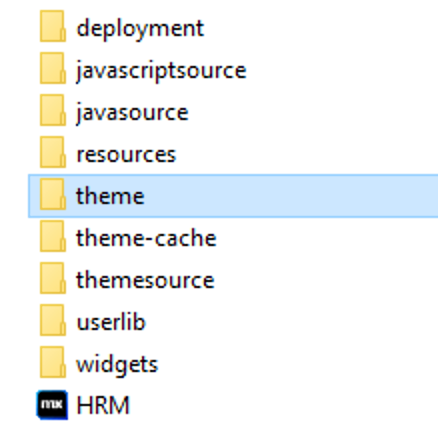 deployment
javascriptsource
javasource
resources
theme
theme-cache
themesource
userlib
widgets
mx HRM